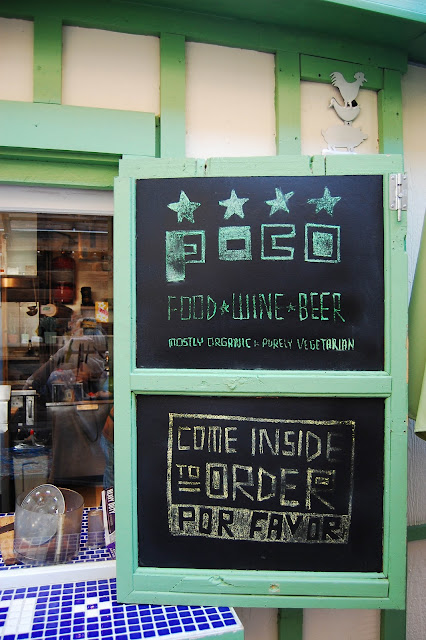 POCO
FOOD ★ WINE ★ BEER
MOSTLY ORGANIC & PURELY VEGETARIAN
COME INSIDE
TO ORDER
POR FAVOR